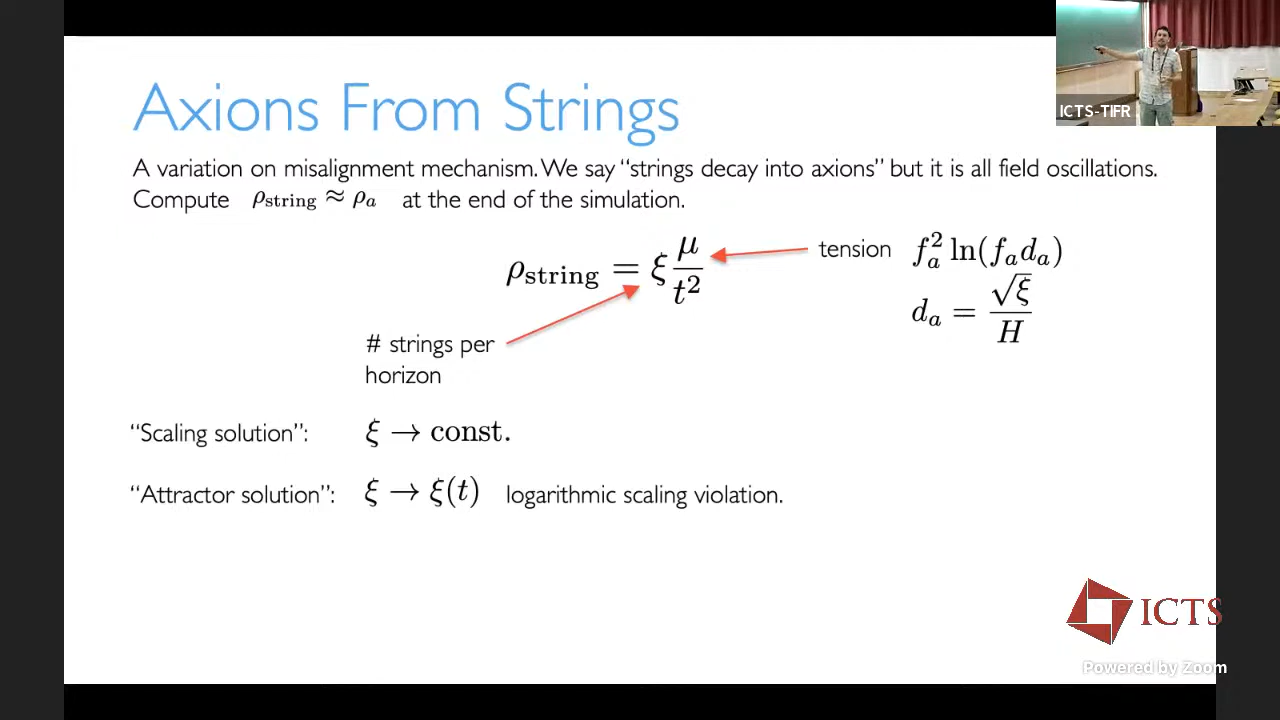 Axions From Strings
ICTS-TIFR
A variation on misalignment mechanism. We say “strings decay into axions” but it is all field oscillations.
Compute ρ_string ≈ ρ_a at the end of the simulation.
ρ_string = ξ μ/t²
tension f_a² ln(f_a d_a)
d_a = √ξ/H
# strings per
horizon
“Scaling solution”: ξ → const.
“Attractor solution”: ξ → ξ(t) logarithmic scaling violation.
ICTS
Powered by Zoom